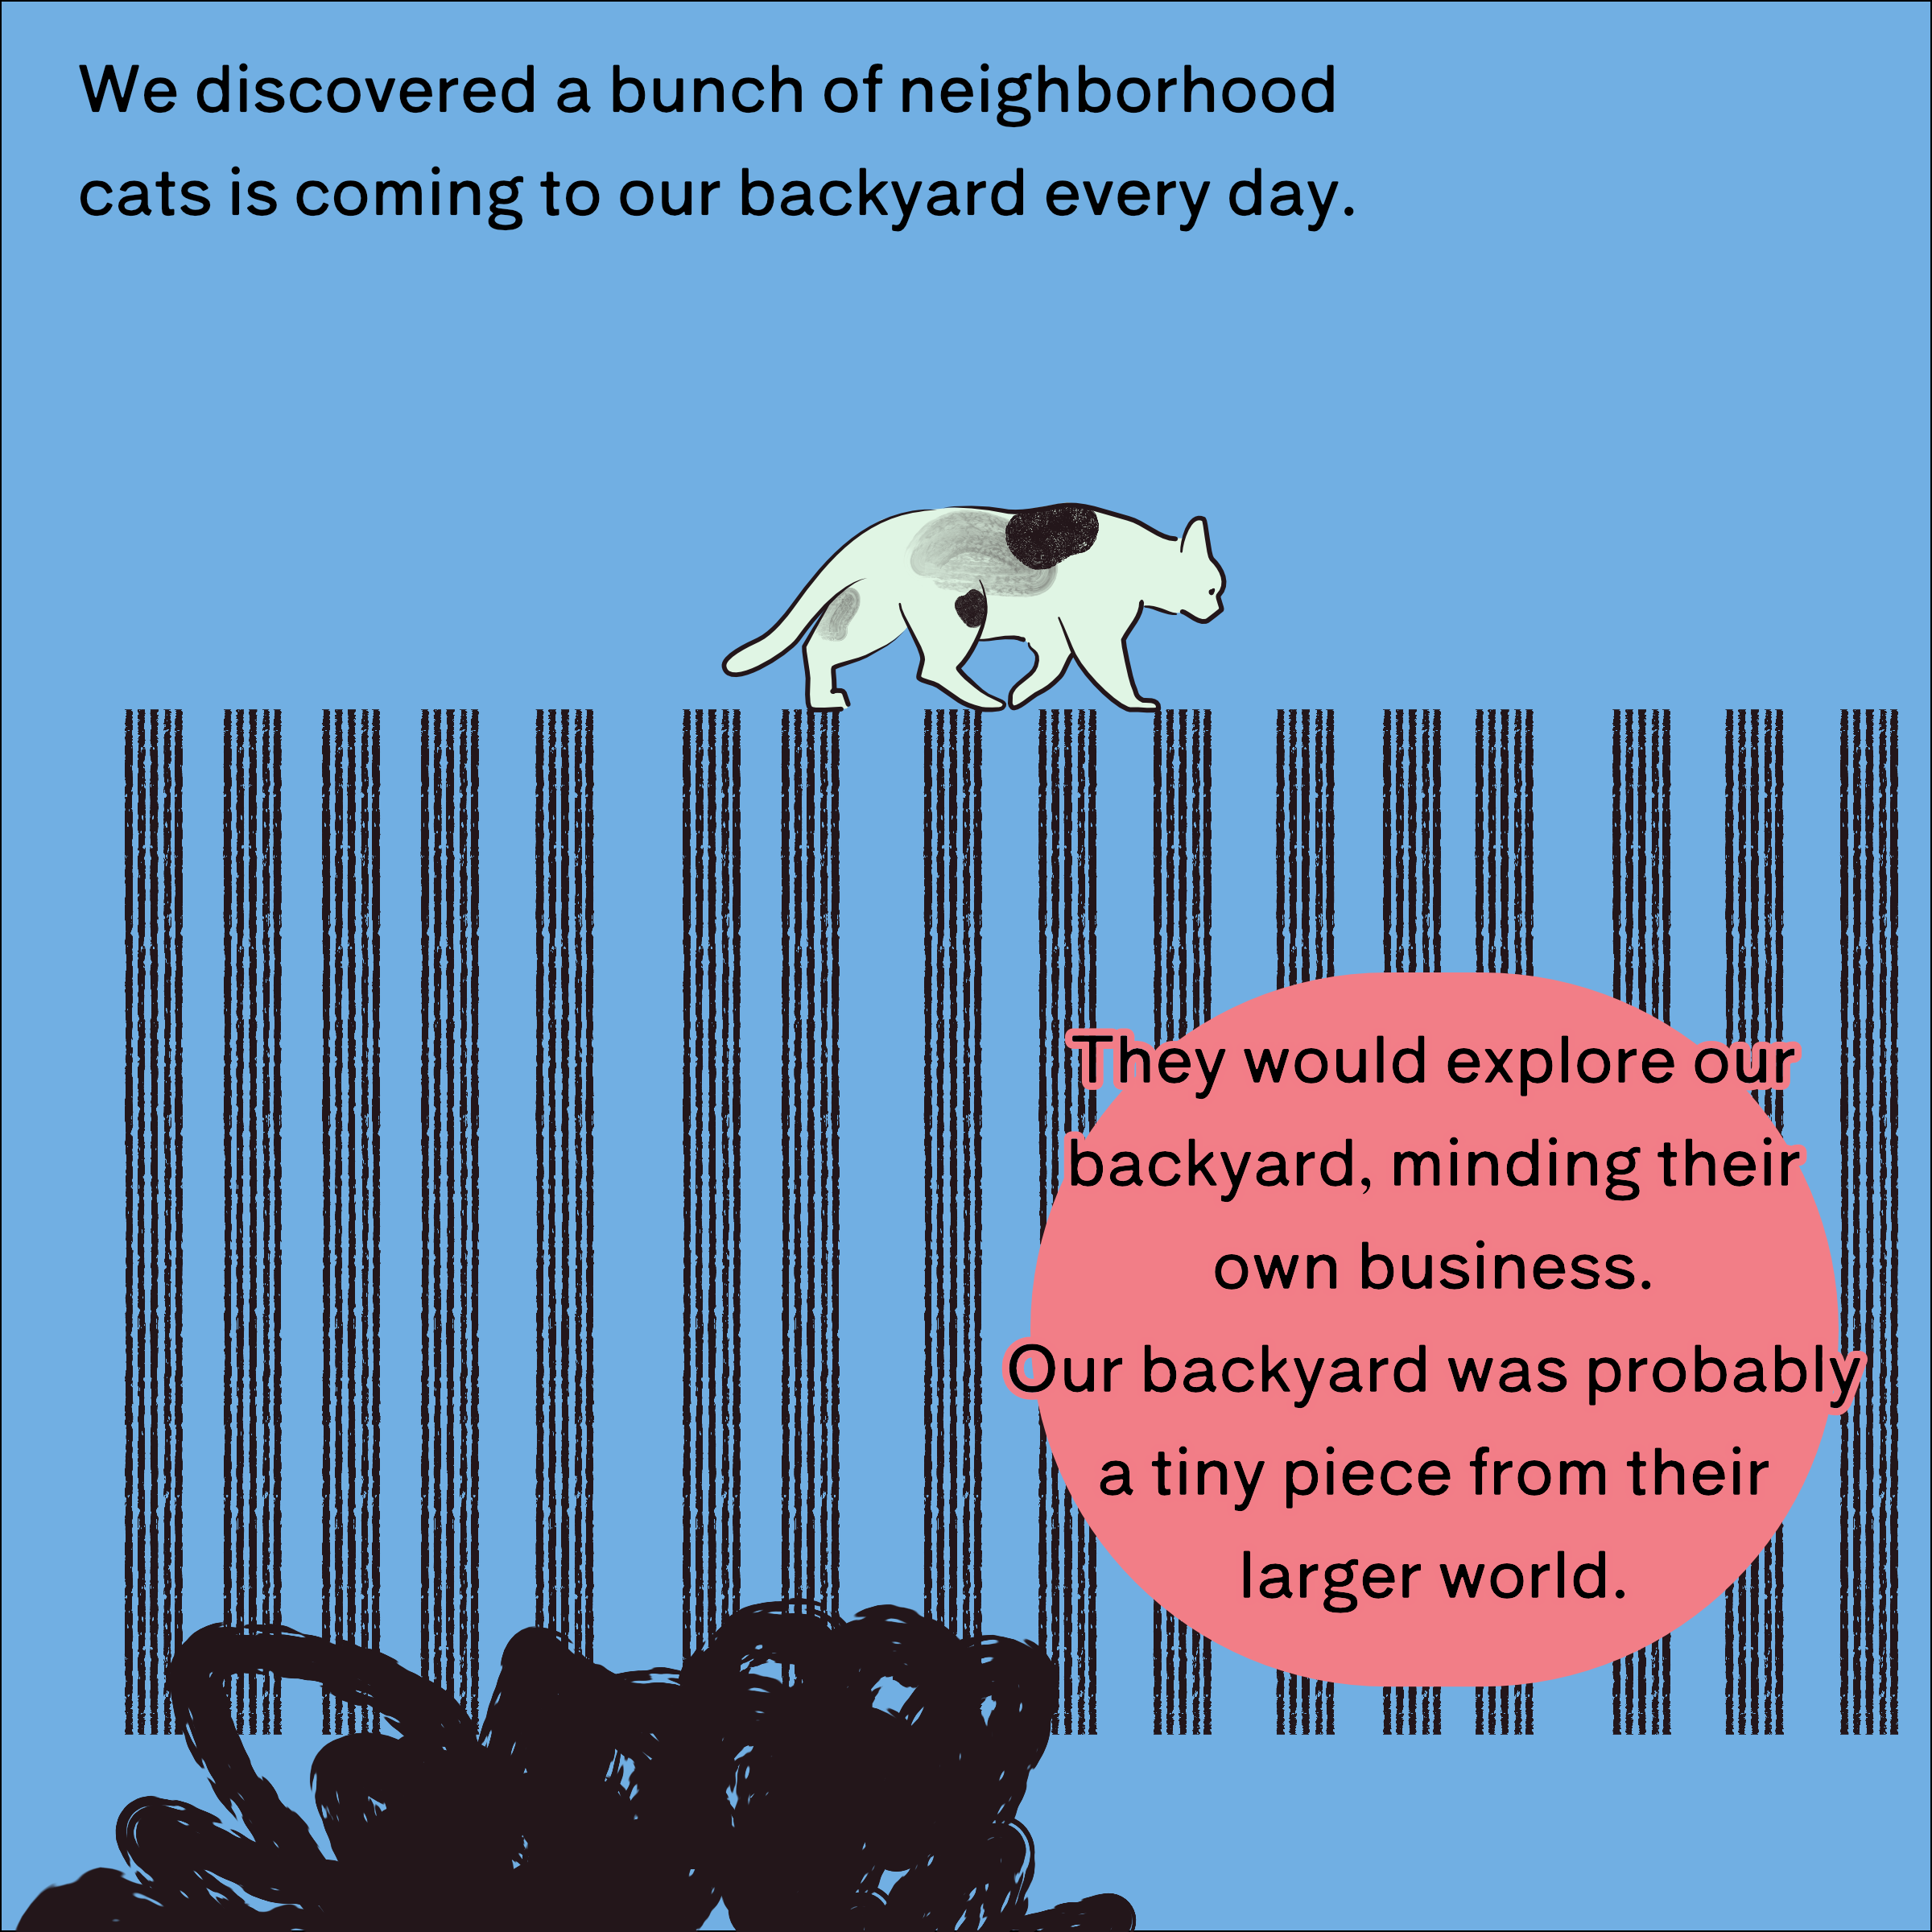 We discovered a bunch of neighborhood
cats is coming to our backyard every day.
They would explore our
backyard, minding their
own business.
Our backyard was probably
a tiny piece from their
larger world.